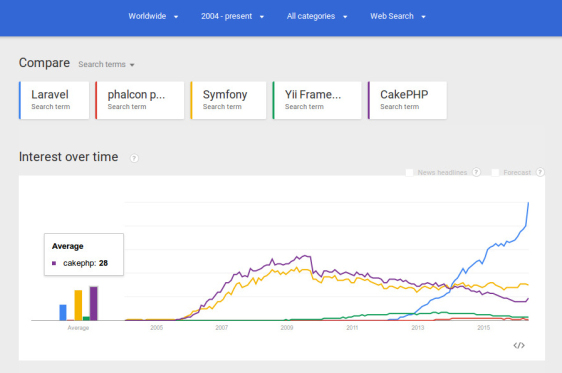 Worldwide 2004 - present All categories Web Search
Compare Search terms
Laravel phalcon p... Symfony Yii Frame... CakePHP
Search term Search term Search term Search term Search term
Interest over time ?
News headlines ? Forecast ?
Average
cakephp: 28
Average 2005 2007 2009 2011 2013 2015
</>